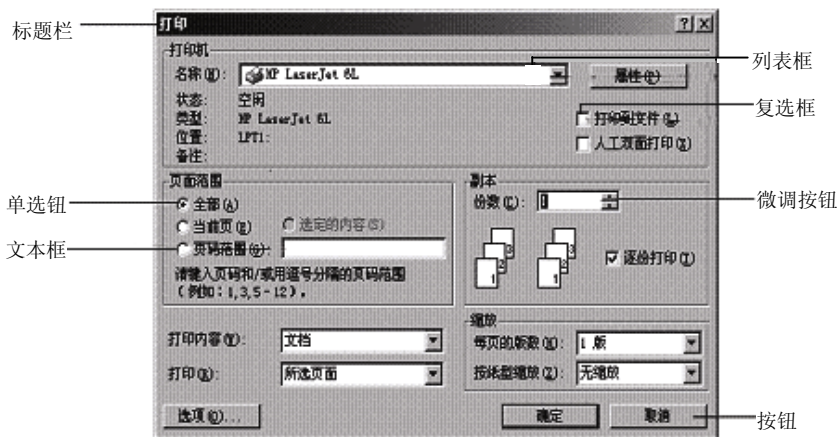 标题栏
打印
打印机
名称(N): HP LaserJet 6L
列表框
属性(P)
状态: 空闲
类型: HP LaserJet 6L
位置: LPT1:
备注:
复选框
打印到文件(L)
人工双面打印(X)
页面范围
单选钮
全部(A)
当前页(E) 选定的内容(S)
文本框
页码范围(G):
请键入页码和/或用逗号分隔的页码范围
(例如:1,3,5-12)。
副本
份数(C): 1
微调按钮
1 2 3 1 2 3
逐份打印(T)
打印内容(W): 文档
打印(R): 所选页面
缩放
每页的版数(H): 1 版
按纸型缩放(Z): 无缩放
选项(O)...
确定
取消
按钮